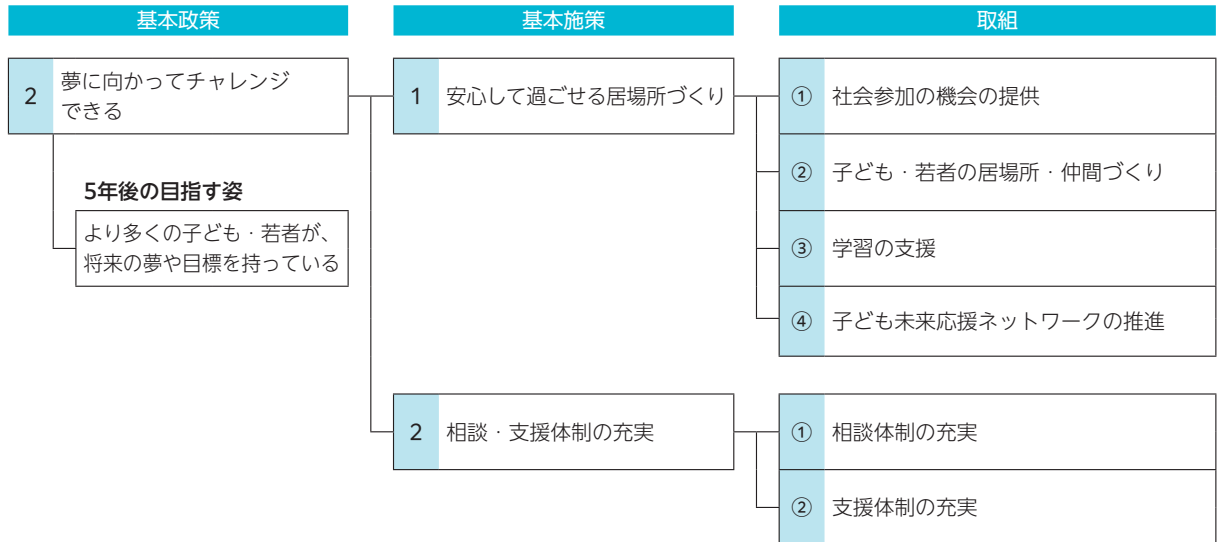 基本政策
基本施策
取組
2
夢に向かってチャレンジ
できる
5年後の目指す姿
より多くの子ども・若者が、
将来の夢や目標を持っている
1 安心して過ごせる居場所づくり
① 社会参加の機会の提供
② 子ども・若者の居場所・仲間づくり
③ 学習の支援
④ 子ども未来応援ネットワークの推進
2 相談・支援体制の充実
① 相談体制の充実
② 支援体制の充実